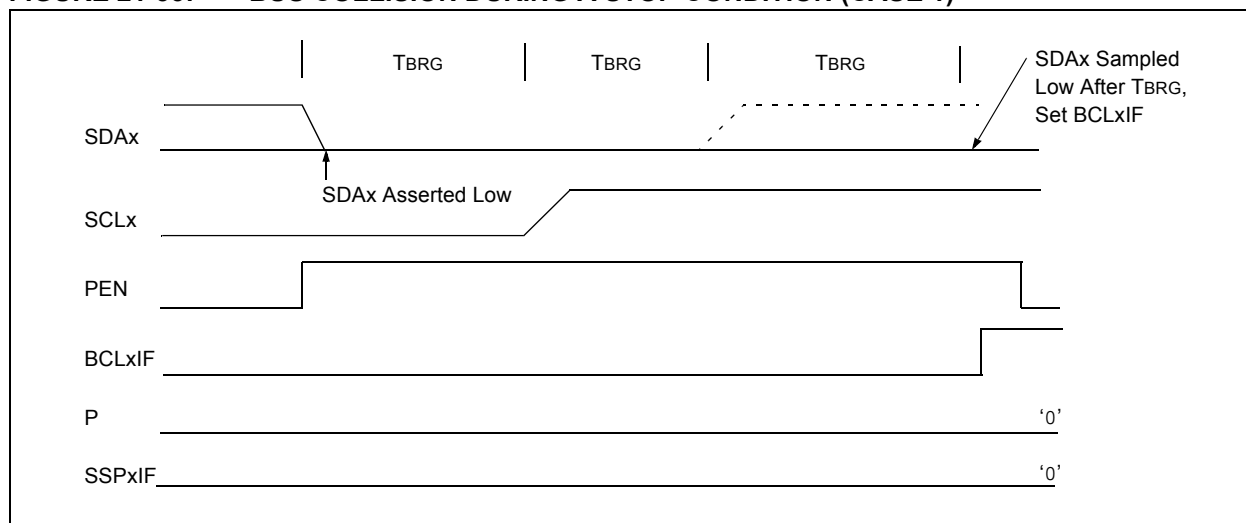 TBRG TBRG TBRG
SDAx Sampled
Low After TBRG,
Set BCLxIF
SDAx
SDAx Asserted Low
SCLx
PEN
BCLxIF
P
‘0’
SSPxIF
‘0’